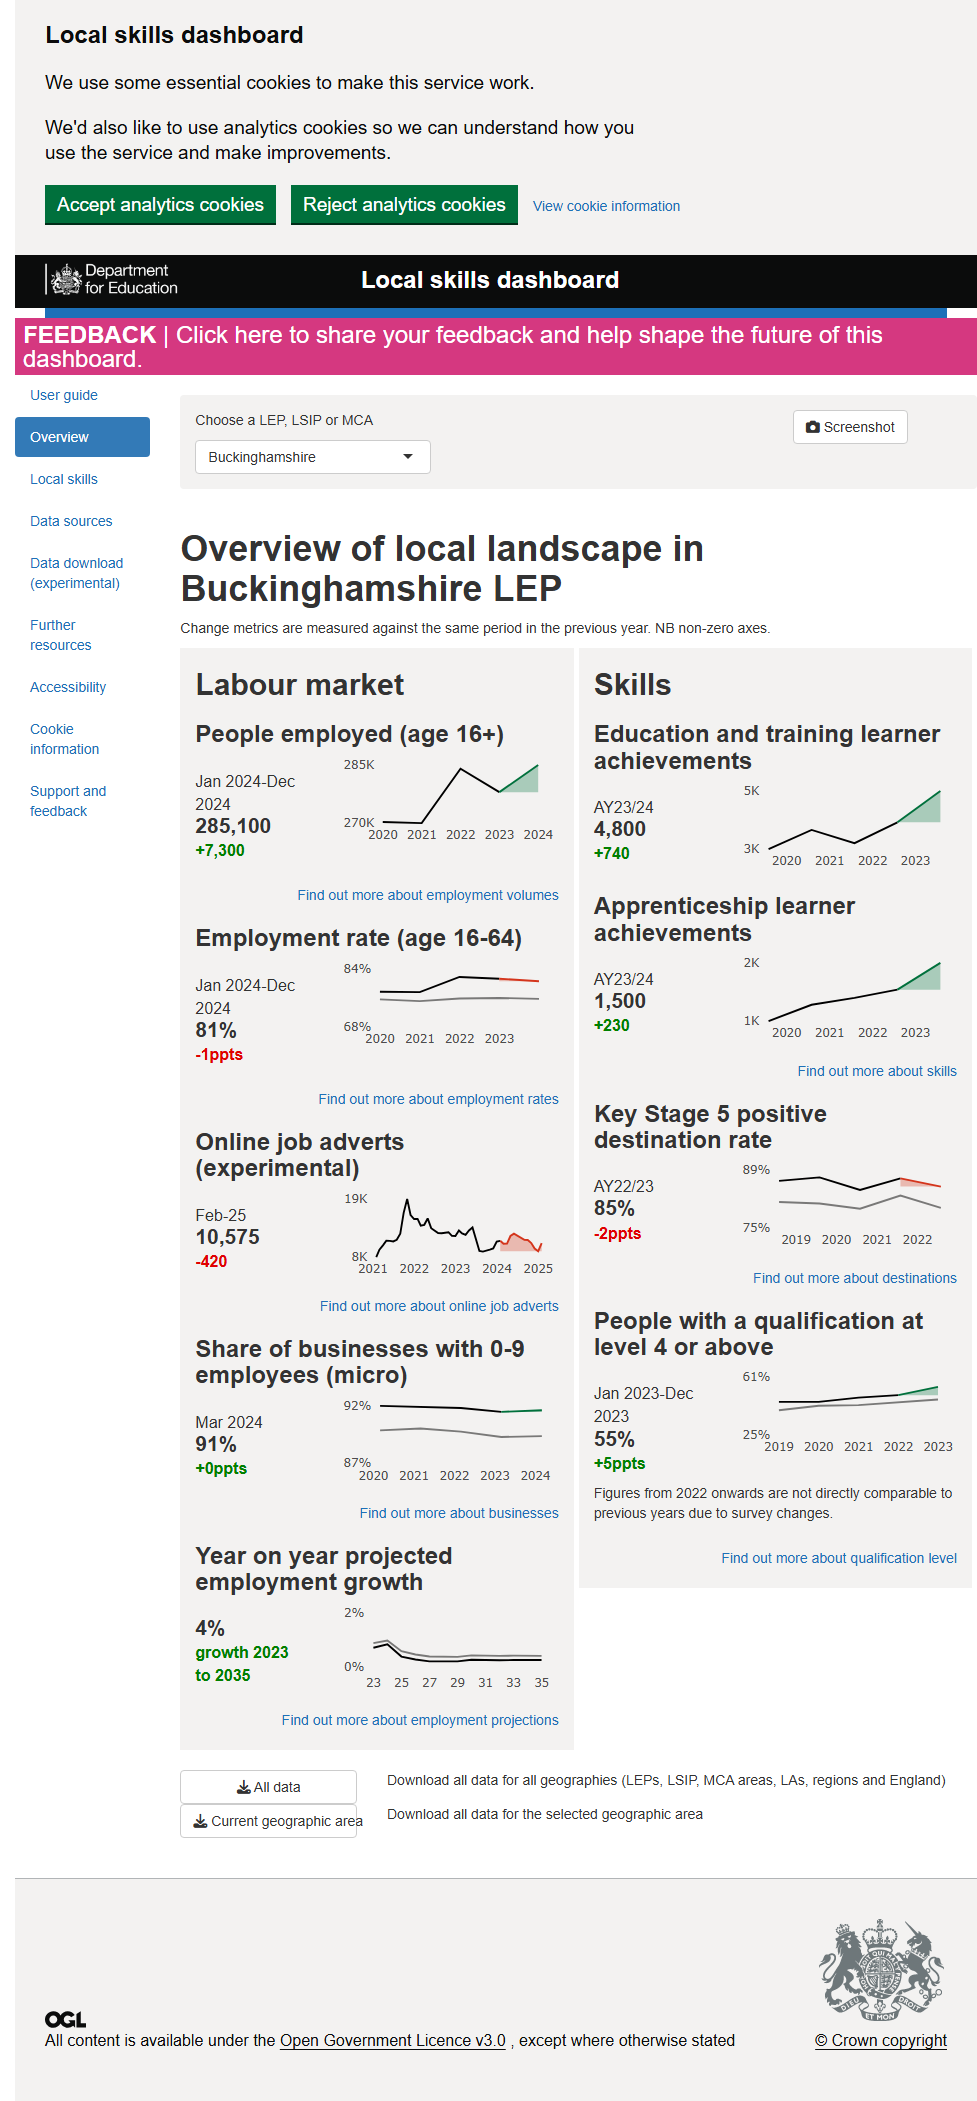 Local skills dashboard
We use some essential cookies to make this service work.
We'd also like to use analytics cookies so we can understand how you
use the service and make improvements.
Accept analytics cookies
Reject analytics cookies
View cookie information
Department
for Education
Local skills dashboard
FEEDBACK | Click here to share your feedback and help shape the future of this
dashboard.
User guide
Overview
Local skills
Data sources
Data download
(experimental)
Further
resources
Accessibility
Cookie
information
Support and
feedback
Choose a LEP, LSIP or MCA
Buckinghamshire
Screenshot
Overview of local landscape in
Buckinghamshire LEP
Change metrics are measured against the same period in the previous year. NB non-zero axes.
Labour market
People employed (age 16+)
Jan 2024-Dec
2024
285,100
+7,300
285K
270K
2020 2021 2022 2023 2024
Find out more about employment volumes
Employment rate (age 16-64)
Jan 2024-Dec
2024
81%
-1ppts
84%
68%
2020 2021 2022 2023
Find out more about employment rates
Online job adverts
(experimental)
Feb-25
10,575
-420
19K
8K
2021 2022 2023 2024 2025
Find out more about online job adverts
Share of businesses with 0-9
employees (micro)
Mar 2024
91%
+0ppts
92%
87%
2020 2021 2022 2023 2024
Find out more about businesses
Year on year projected
employment growth
4%
growth 2023
to 2035
2%
0%
23 25 27 29 31 33 35
Find out more about employment projections
Skills
Education and training learner
achievements
AY23/24
4,800
+740
5K
3K
2020 2021 2022 2023
Apprenticeship learner
achievements
AY23/24
1,500
+230
2K
1K
2020 2021 2022 2023
Find out more about skills
Key Stage 5 positive
destination rate
AY22/23
85%
-2ppts
89%
75%
2019 2020 2021 2022
Find out more about destinations
People with a qualification at
level 4 or above
Jan 2023-Dec
2023
55%
+5ppts
61%
25%
2019 2020 2021 2022 2023
Figures from 2022 onwards are not directly comparable to
previous years due to survey changes.
Find out more about qualification level
All data
Download all data for all geographies (LEPs, LSIP, MCA areas, LAs, regions and England)
Current geographic area
Download all data for the selected geographic area
OGL
All content is available under the Open Government Licence v3.0 , except where otherwise stated
DIEU ET MON DROIT
© Crown copyright